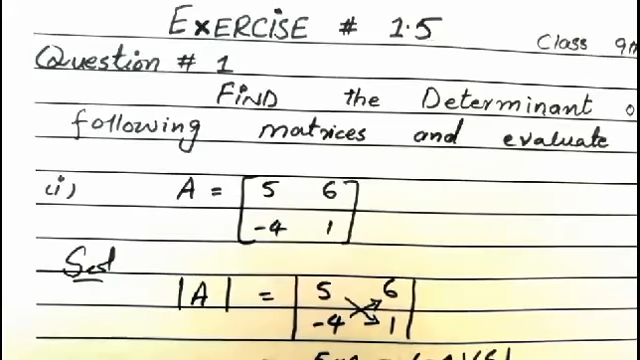 EXERCISE # 1.5
Class 9
Question # 1
FIND the Determinant
following matrices and evaluate
(i) A = [5 6
-4 1]
Sol
|A| = |5 6
-4 1|